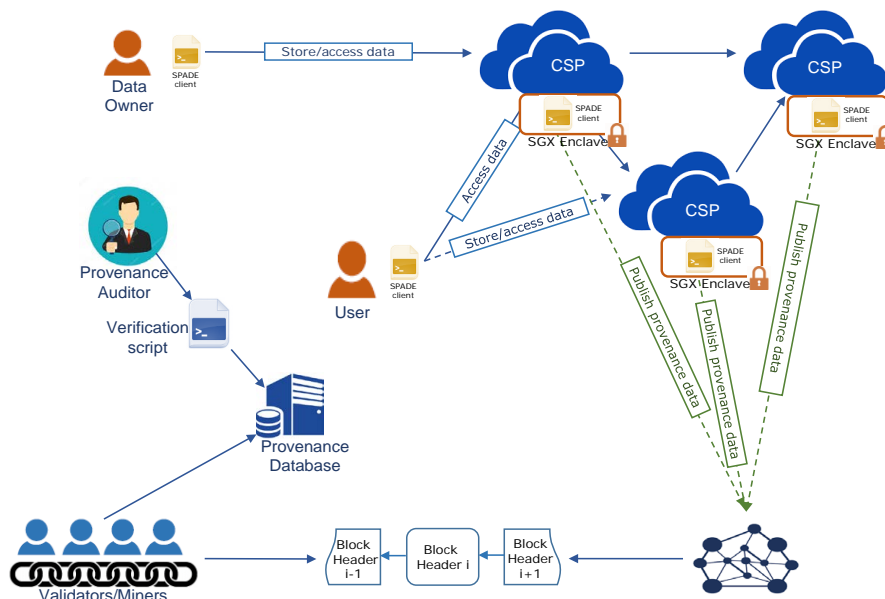 Data
Owner
SPADE
client
Store/access data
CSP
SPADE
client
SGX Enclave
CSP
SPADE
client
SGX Enclave
Access data
Store/access data
CSP
SPADE
client
SGX Enclave
User
SPADE
client
Provenance
Auditor
Verification
script
Provenance
Database
Publish provenance data
Publish provenance data
Publish provenance data
Validators/Miners
Block
Header
i-1
Block
Header i
Block
Header
i+1